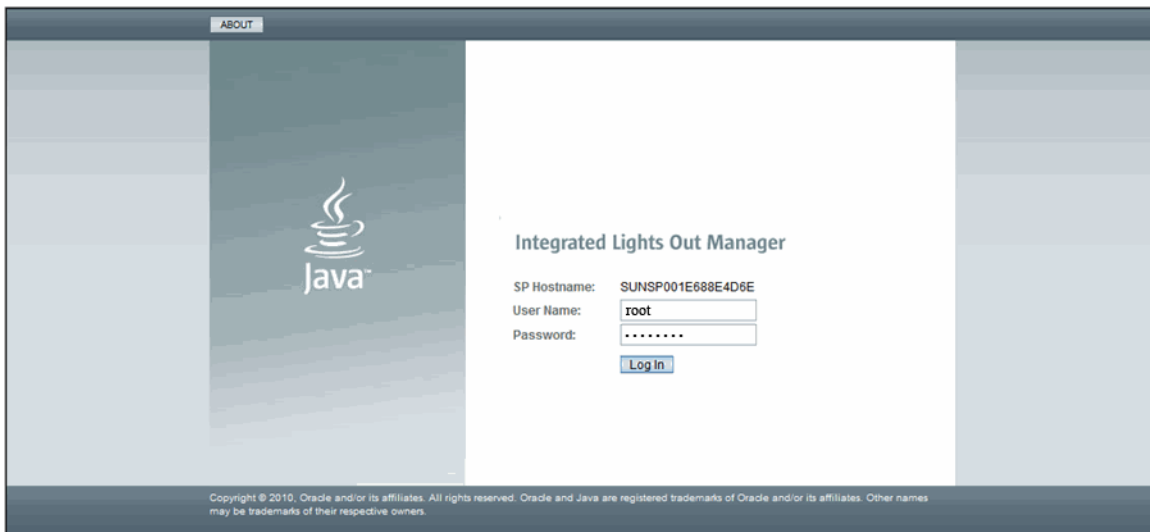 ABOUT
Java™
Integrated Lights Out Manager
SP Hostname: SUNSP001E688E4D6E
User Name: root
Password: ••••••••
Log In
Copyright © 2010, Oracle and/or its affiliates. All rights reserved. Oracle and Java are registered trademarks of Oracle and/or its affiliates. Other names
may be trademarks of their respective owners.